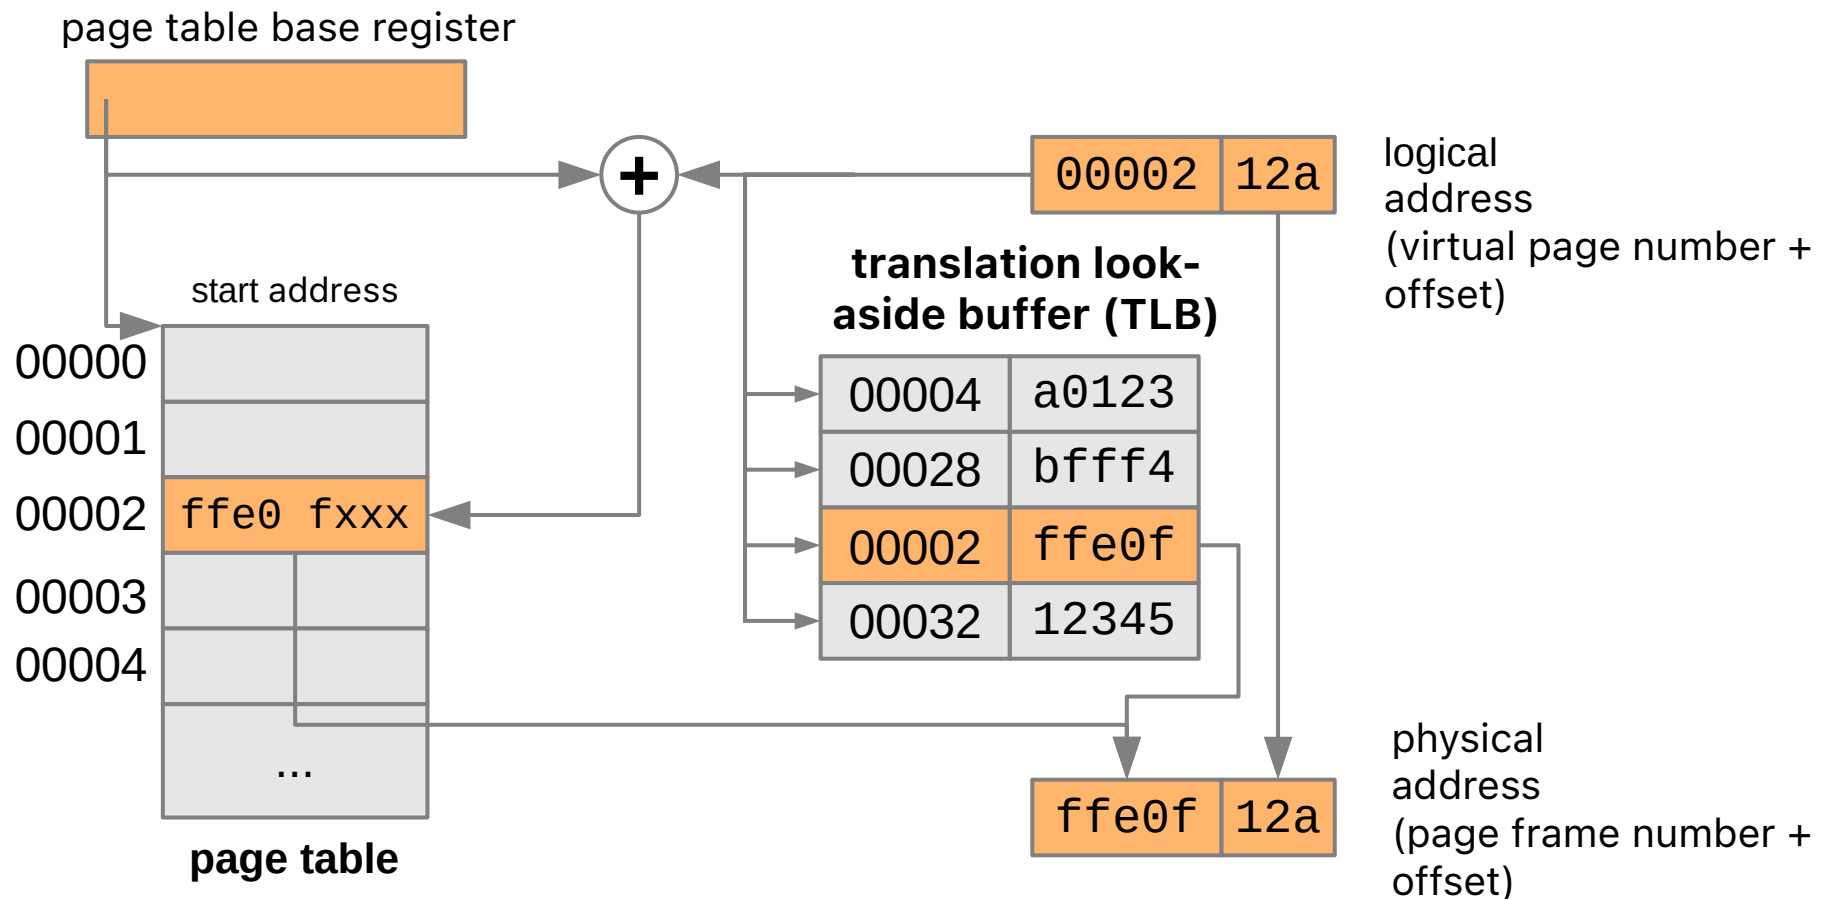 page table base register
+
00002 12a
logical
address
(virtual page number +
offset)
translation look-
aside buffer (TLB)
start address
00000
00001
00002 ffe0 fxxx
00003
00004
...
page table
00004 a0123
00028 bfff4
00002 ffe0f
00032 12345
ffe0f 12a
physical
address
(page frame number +
offset)